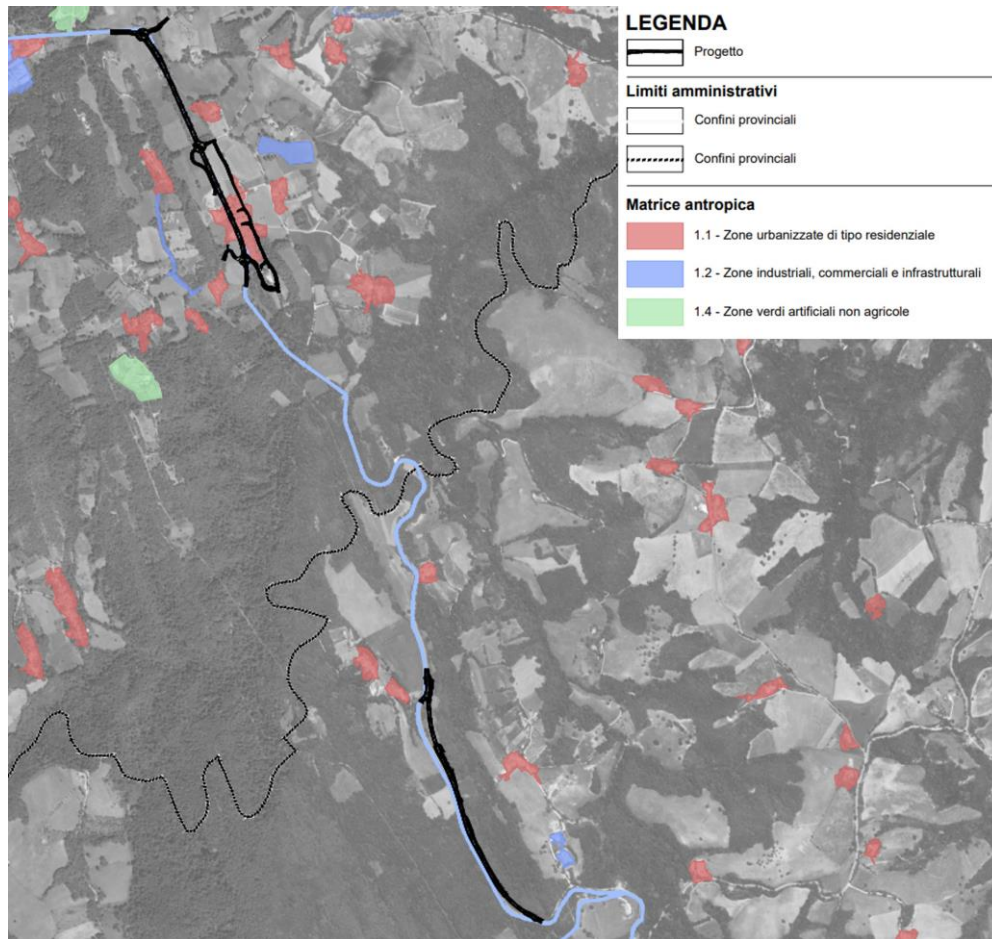 LEGENDA
Progetto
Limiti amministrativi
Confini provinciali
Confini provinciali
Matrice antropica
1.1 - Zone urbanizzate di tipo residenziale
1.2 - Zone industriali, commerciali e infrastrutturali
1.4 - Zone verdi artificiali non agricole